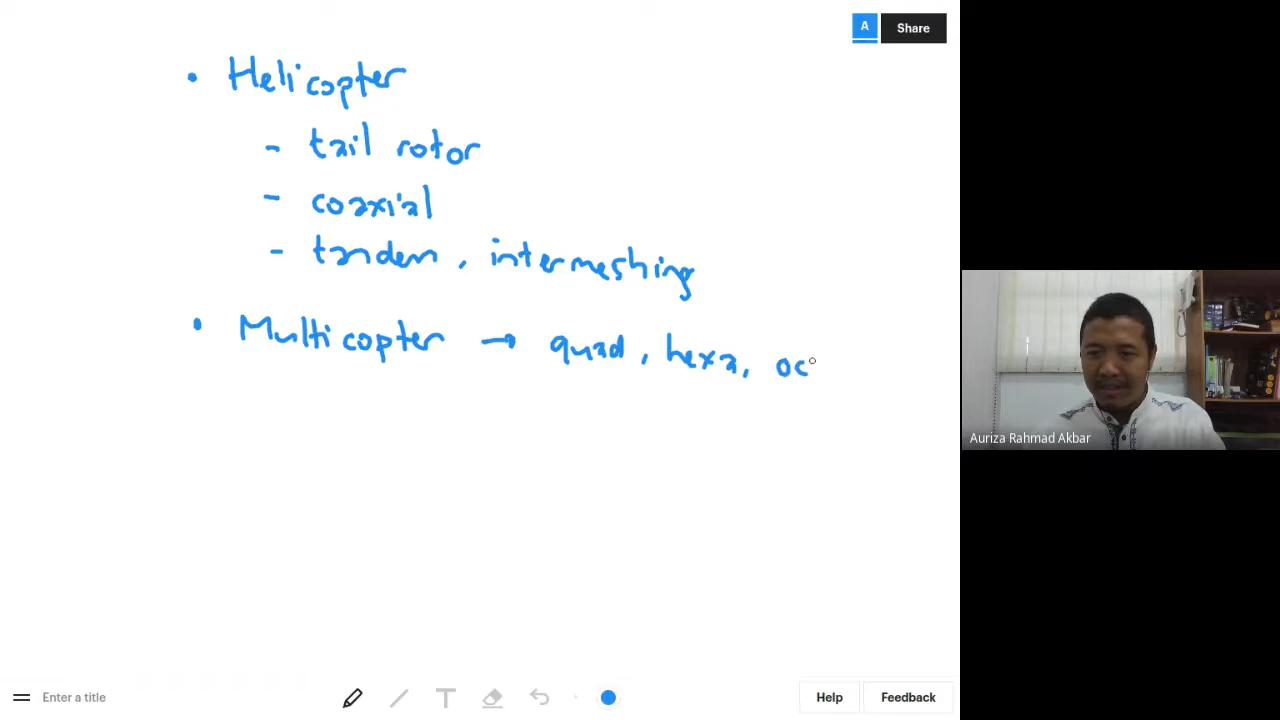 A Share
• Helicopter
- tail rotor
- coaxial
- tandem, intermeshing
• Multicopter → quad, hexa, oc
Auriza Rahmad Akbar
Enter a title T Help Feedback